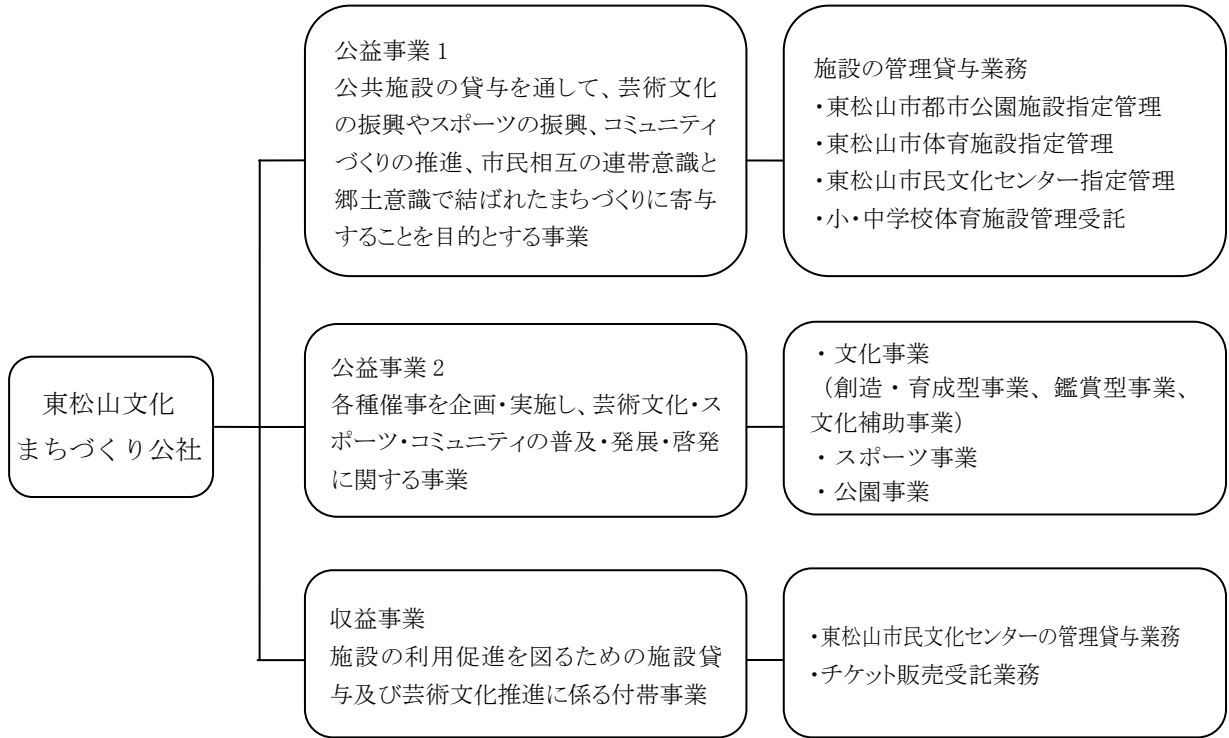 東松山文化
まちづくり公社
公益事業 1
公共施設の貸与を通して、芸術文化
の振興やスポーツの振興、コミュニティ
づくりの推進、市民相互の連帯意識と
郷土意識で結ばれたまちづくりに寄与
することを目的とする事業
施設の管理貸与業務
・東松山市都市公園施設指定管理
・東松山市体育施設指定管理
・東松山市民文化センター指定管理
・小・中学校体育施設管理受託
公益事業 2
各種催事を企画・実施し、芸術文化・ス
ポーツ・コミュニティの普及・発展・啓発
に関する事業
・文化事業
（創造・育成型事業、鑑賞型事業、
文化補助事業）
・スポーツ事業
・公園事業
収益事業
施設の利用促進を図るための施設貸
与及び芸術文化推進に係る付帯事業
・東松山市民文化センターの管理貸与業務
・チケット販売受託業務